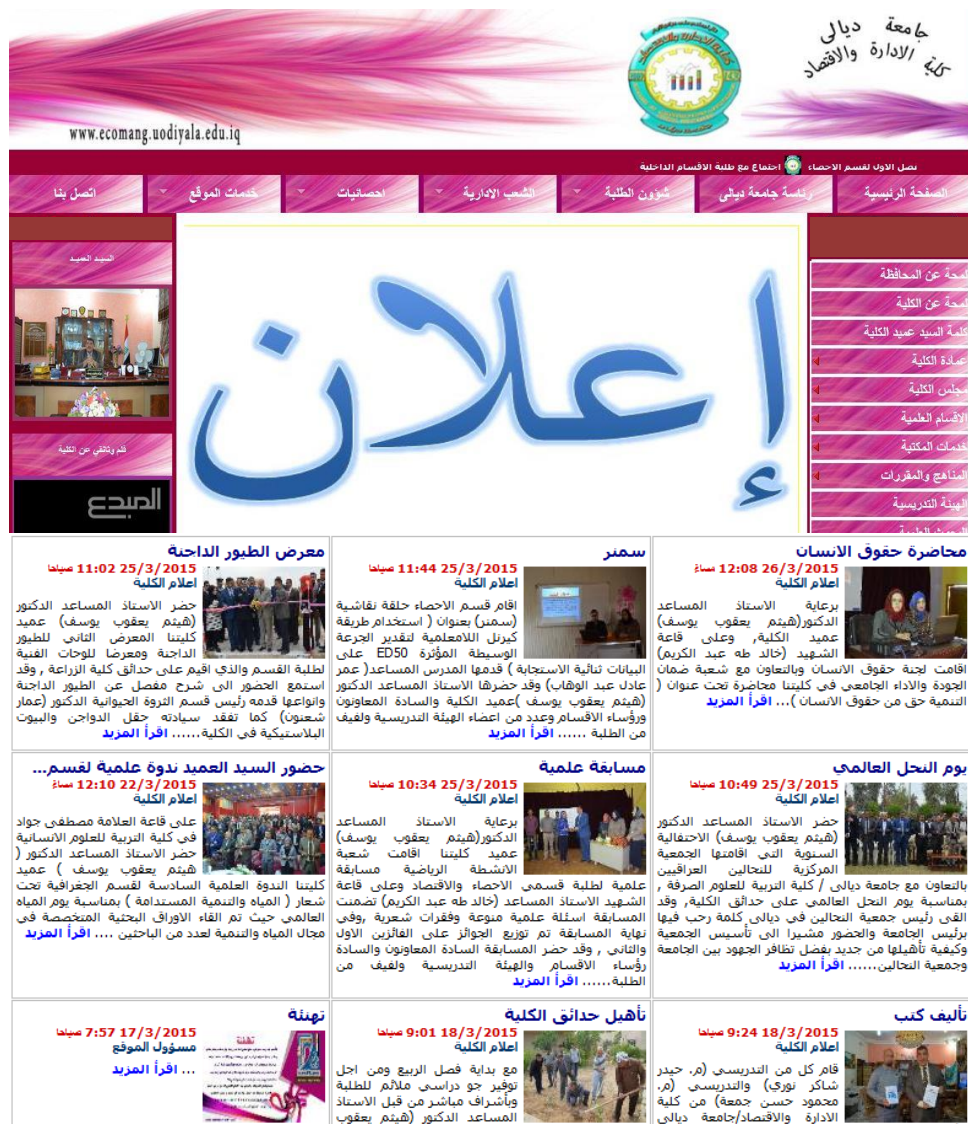 جامعة ديالى
كلية الادارة والاقتصاد
www.ecomang.uodiyala.edu.iq
صل الاول لقسم الاحصاء
اجتماع مع طلبة الاقسام الداخلية
الصفحة الرئيسية
رئاسة جامعة ديالى
شؤون الطلبة
الشعب الادارية
احصائيات
خدمات الموقع
اتصل بنا
لمحة عن المحافظة
لمحة عن الكلية
كلمة السيد عميد الكلية
عمادة الكلية
مجلس الكلية
الاقسام العلمية
خدمات المكتبة
المناهج والمقررات
الهيئة التدريسية
إعلان
السيد العميد
فلم وثائقي عن الكلية
المبدع
محاضرة حقوق الانسان
26/3/2015 12:08 مساءً
اعلام الكلية
برعاية الاستاذ المساعد
الدكتور(هيثم يعقوب يوسف)
عميد الكلية, وعلى قاعة
الشهيد (خالد طه عبد الكريم)
اقامت لجنة حقوق الانسان وبالتعاون مع شعبة ضمان
الجودة والاداء الجامعي في كليتنا محاضرة تحت عنوان (
التنمية حق من حقوق الانسان )... اقرأ المزيد
سمنر
25/3/2015 11:44 صباحا
اعلام الكلية
اقام قسم الاحصاء حلقة نقاشية
(سمنر) بعنوان ( استخدام طريقة
كيرنل اللامعلمية لتقدير الجرعة
الوسيطة المؤثرة ED50 على
البيانات ثنائية الاستجابة ) قدمها المدرس المساعد( عمر
عادل عبد الوهاب) وقد حضرها الاستاذ المساعد الدكتور
(هيثم يعقوب يوسف )عميد الكلية والسادة المعاونون
ورؤساء الاقسام وعدد من اعضاء الهيئة التدريسية ولفيف
من الطلبة ...... اقرأ المزيد
معرض الطيور الداجنة
25/3/2015 11:02 صباحا
اعلام الكلية
حضر الاستاذ المساعد الدكتور
(هيثم يعقوب يوسف) عميد
كليتنا المعرض الثاني للطيور
الداجنة ومعرضا للوحات الفنية
لطلبة القسم والذي اقيم على حدائق كلية الزراعة , وقد
استمع الحضور الى شرح مفصل عن الطيور الداجنة
وانواعها قدمه رئيس قسم الثروة الحيوانية الدكتور (عمار
شعنون) كما تفقد سيادته حقل الدواجن والبيوت
البلاستيكية في الكلية...... اقرأ المزيد
يوم النحل العالمي
25/3/2015 10:49 صباحا
اعلام الكلية
حضر الاستاذ المساعد الدكتور
(هيثم يعقوب يوسف) الاحتفالية
السنوية التي اقامتها الجمعية
المركزية للنحالين العراقيين
بالتعاون مع جامعة ديالى / كلية التربية للعلوم الصرفة ,
بمناسبة يوم النحل العالمي على حدائق الكلية, وقد
القى رئيس جمعية النحالين في ديالى كلمة رحب فيها
برئيس الجامعة والحضور مشيرا الى تأسيس الجمعية
وكيفية تأهيلها من جديد بفضل تظافر الجهود بين الجامعة
وجمعية النحالين...... اقرأ المزيد
مسابقة علمية
25/3/2015 10:34 صباحا
اعلام الكلية
برعاية الاستاذ المساعد
الدكتور(هيثم يعقوب يوسف)
عميد كليتنا اقامت شعبة
الانشطة الرياضية مسابقة
علمية لطلبة قسمي الاحصاء والاقتصاد وعلى قاعة
الشهيد الاستاذ المساعد (خالد طه عبد الكريم) تضمنت
المسابقة اسئلة علمية منوعة وفقرات شعرية ,وفي
نهاية المسابقة تم توزيع الجوائز على الفائزين الاول
والثاني , وقد حضر المسابقة السادة المعاونون والسادة
رؤساء الاقسام والهيئة التدريسية ولفيف من
الطلبة...... اقرأ المزيد
حضور السيد العميد ندوة علمية لقسم...
22/3/2015 12:10 مساءً
اعلام الكلية
على قاعة العلامة مصطفى جواد
في كلية التربية للعلوم الانسانية
حضر الاستاذ المساعد الدكتور (
هيثم يعقوب يوسف ) عميد
كليتنا الندوة العلمية السادسة لقسم الجغرافية تحت
شعار ( المياه والتنمية المستدامة ) بمناسبة يوم المياه
العالمي حيث تم القاء الاوراق البحثية المتخصصة في
مجال المياه والتنمية لعدد من الباحثين .... اقرأ المزيد
تأليف كتب
18/3/2015 9:24 صباحا
اعلام الكلية
قام كل من التدريسي (م. حيدر
شاكر نوري) والتدريسي (م.
محمود حسن جمعة) من كلية
الادارة والاقتصاد/جامعة ديالى
تأهيل حدائق الكلية
18/3/2015 9:01 صباحا
اعلام الكلية
مع بداية فصل الربيع ومن اجل
توفير جو دراسي ملائم للطلبة
وبأشراف مباشر من قبل الاستاذ
المساعد الدكتور (هيثم يعقوب
تهنئة
17/3/2015 7:57 صباحا
مسؤول الموقع
... اقرأ المزيد
تهنئة